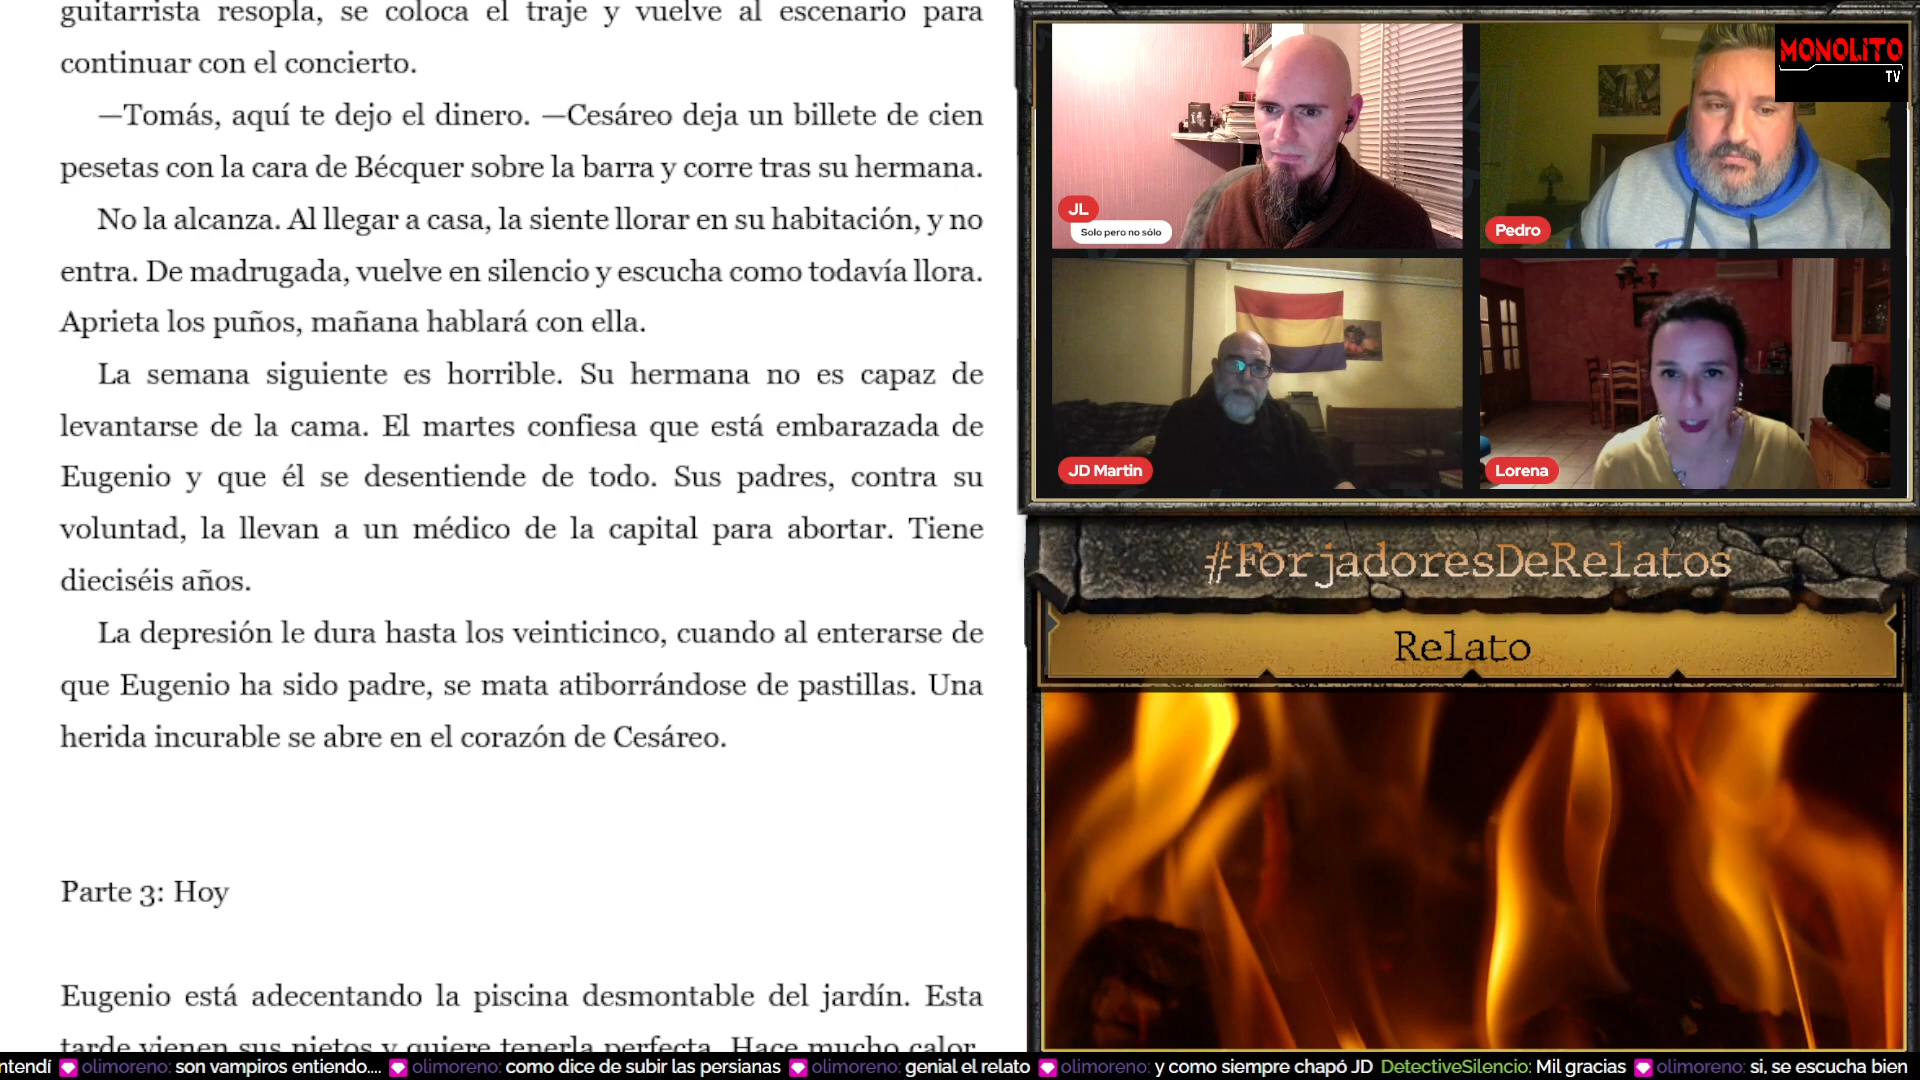 guitarrista resopla, se coloca el traje y vuelve al escenario para
continuar con el concierto.
—Tomás, aquí te dejo el dinero. —Cesáreo deja un billete de cien
pesetas con la cara de Bécquer sobre la barra y corre tras su hermana.
No la alcanza. Al llegar a casa, la siente llorar en su habitación, y no
entra. De madrugada, vuelve en silencio y escucha como todavía llora.
Aprieta los puños, mañana hablará con ella.
La semana siguiente es horrible. Su hermana no es capaz de
levantarse de la cama. El martes confiesa que está embarazada de
Eugenio y que él se desentiende de todo. Sus padres, contra su
voluntad, la llevan a un médico de la capital para abortar. Tiene
dieciséis años.
La depresión le dura hasta los veinticinco, cuando al enterarse de
que Eugenio ha sido padre, se mata atiborrándose de pastillas. Una
herida incurable se abre en el corazón de Cesáreo.
Parte 3: Hoy
Eugenio está adecentando la piscina desmontable del jardín. Esta
tarde vienen sus nietos y quiere tenerla perfecta. Hace mucho calor,
MONOLITO
TV
JL
Solo pero no sólo
Pedro
JD Martin
Lorena
#ForjadoresDeRelatos
Relato
ntendí olimoreno: son vampiros entiendo.... olimoreno: como dice de subir las persianas olimoreno: genial el relato olimoreno: y como siempre chapó JD DetectiveSilencio: Mil gracias olimoreno: si, se escucha bien